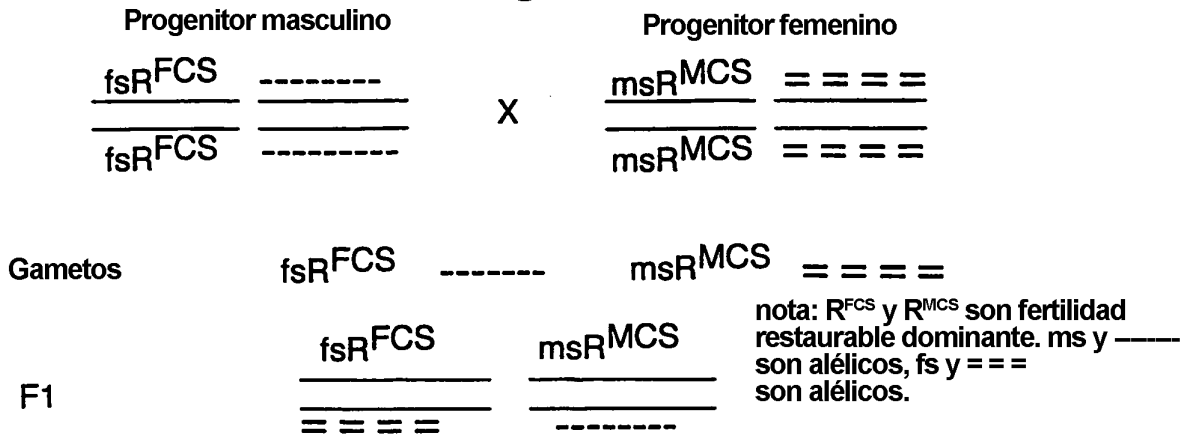 Progenitor masculino Progenitor femenino
fsR^FCS -------- msR^MCS = = = =
X
fsR^FCS --------- msR^MCS = = = =
Gametos fsR^FCS ------- msR^MCS = = = =
nota: R^FCS y R^MCS son fertilidad
restaurable dominante. ms y -----
son alélicos, fs y = = =
son alélicos.
fsR^FCS msR^MCS
F1
= = = = --------